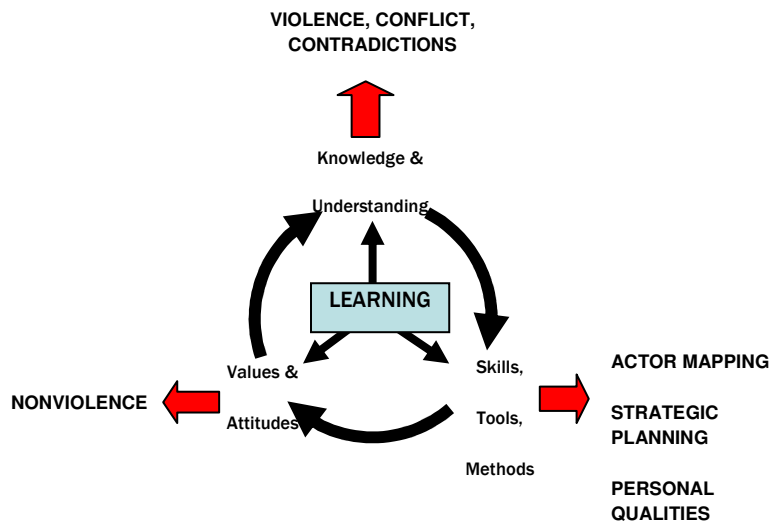 VIOLENCE, CONFLICT,
CONTRADICTIONS
Knowledge &
Understanding
LEARNING
Values &
Attitudes
NONVIOLENCE
Skills,
Tools,
Methods
ACTOR MAPPING
STRATEGIC
PLANNING
PERSONAL
QUALITIES